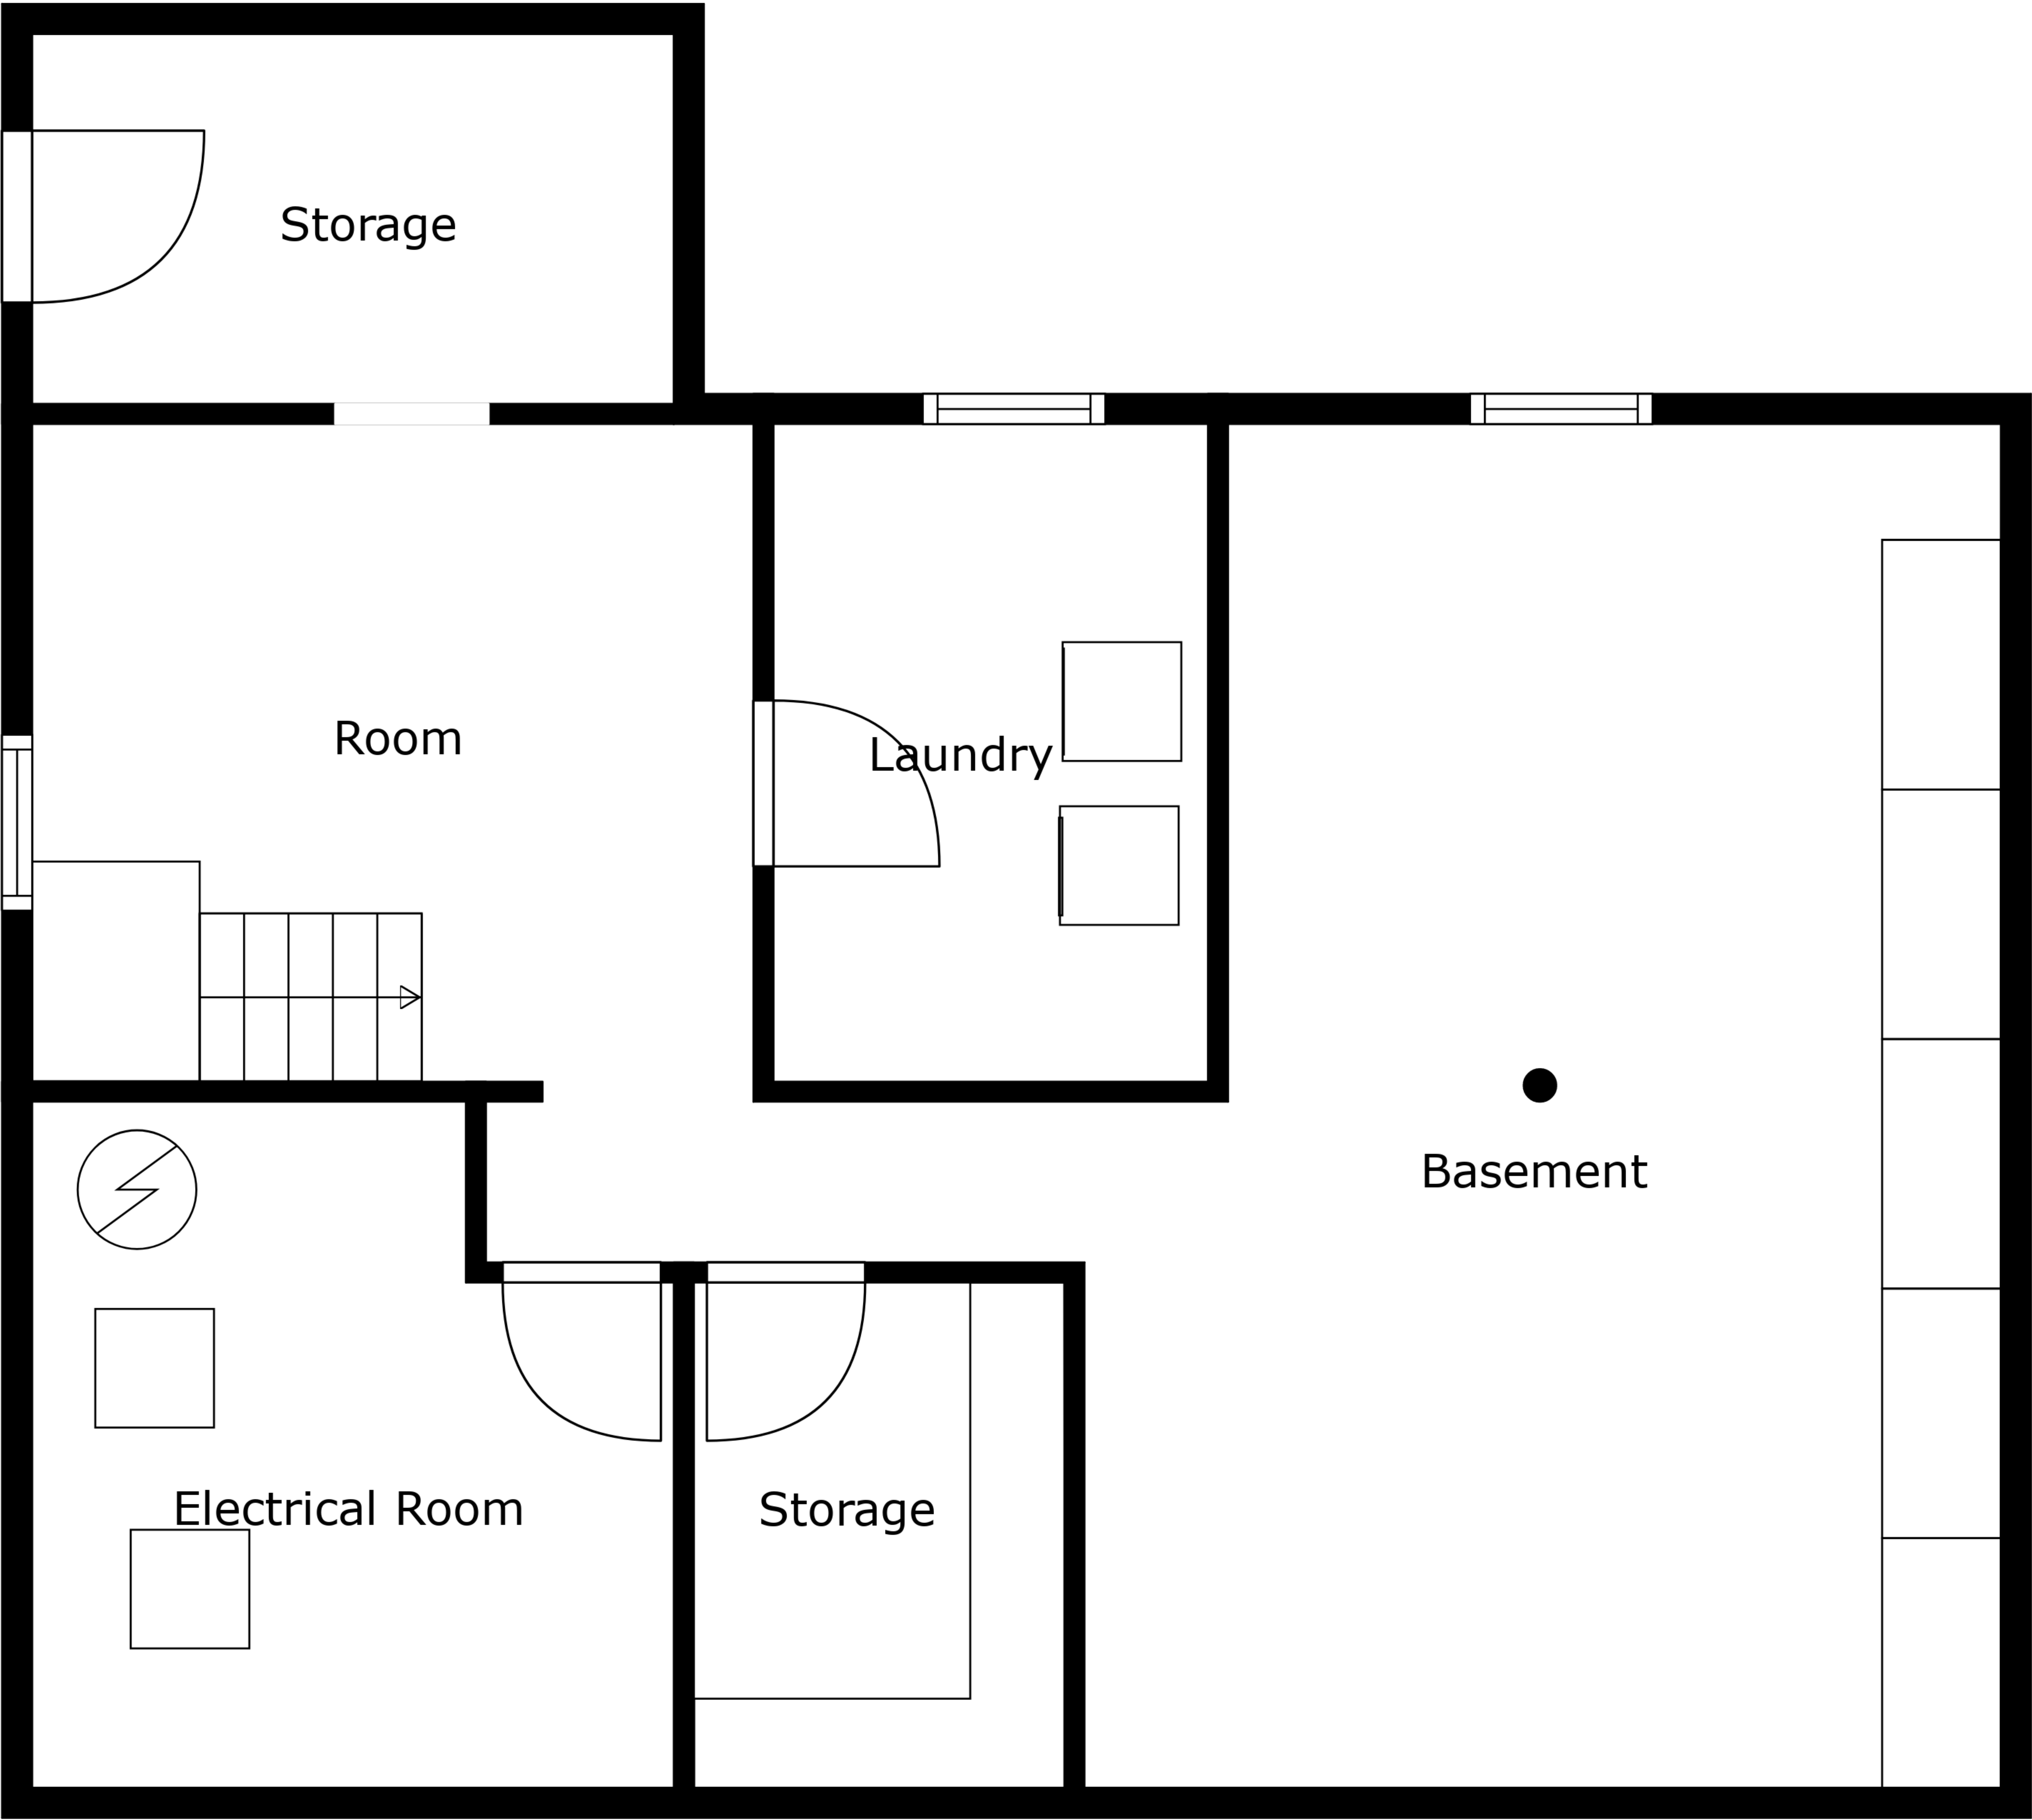 Storage
Room
Laundry
Basement
Electrical Room
Storage